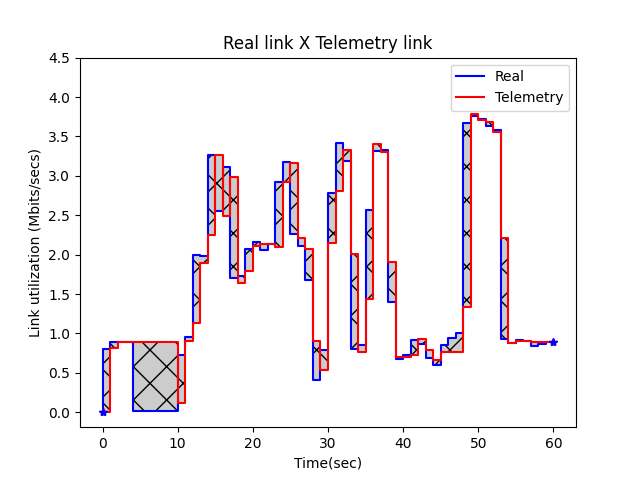 Real link X Telemetry link
Real
Telemetry
Link utilization (Mbits/secs)
4.5
4.0
3.5
3.0
2.5
2.0
1.5
1.0
0.5
0.0
0 10 20 30 40 50 60
Time(sec)